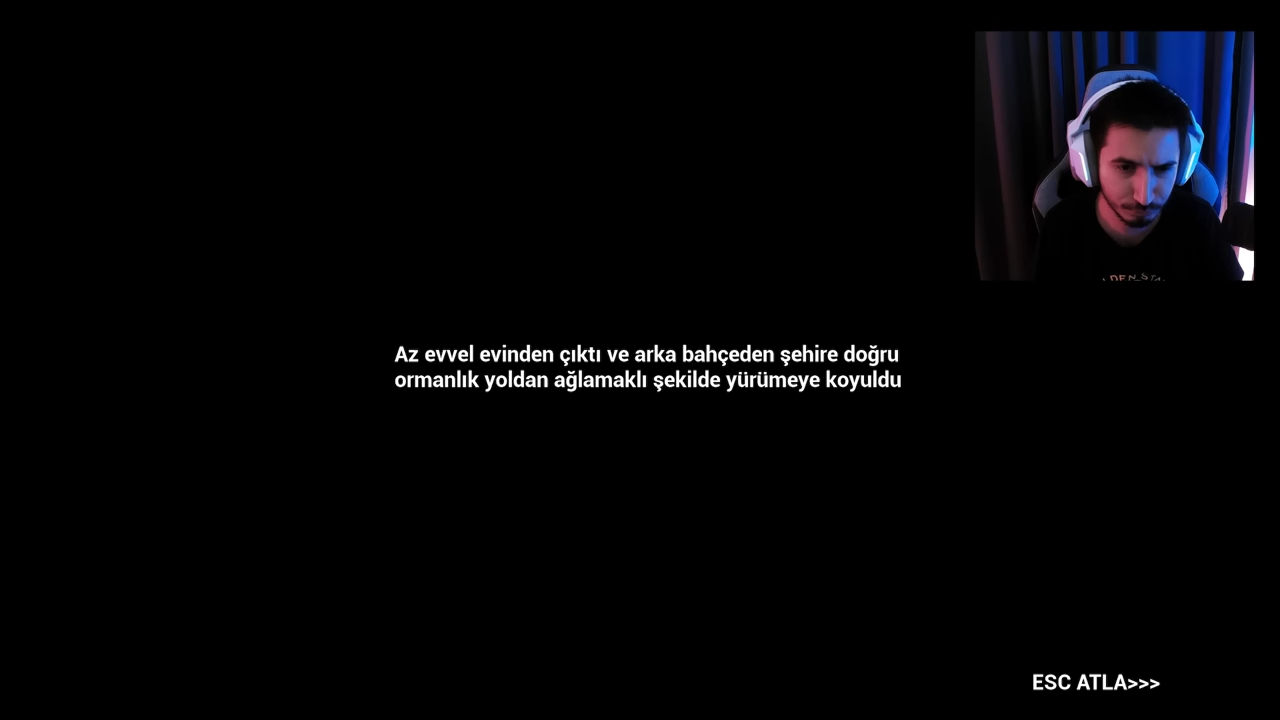 Az evvel evinden çıktı ve arka bahçeden şehire doğru
ormanlık yoldan ağlamaklı şekilde yürümeye koyuldu
ESC ATLA>>>